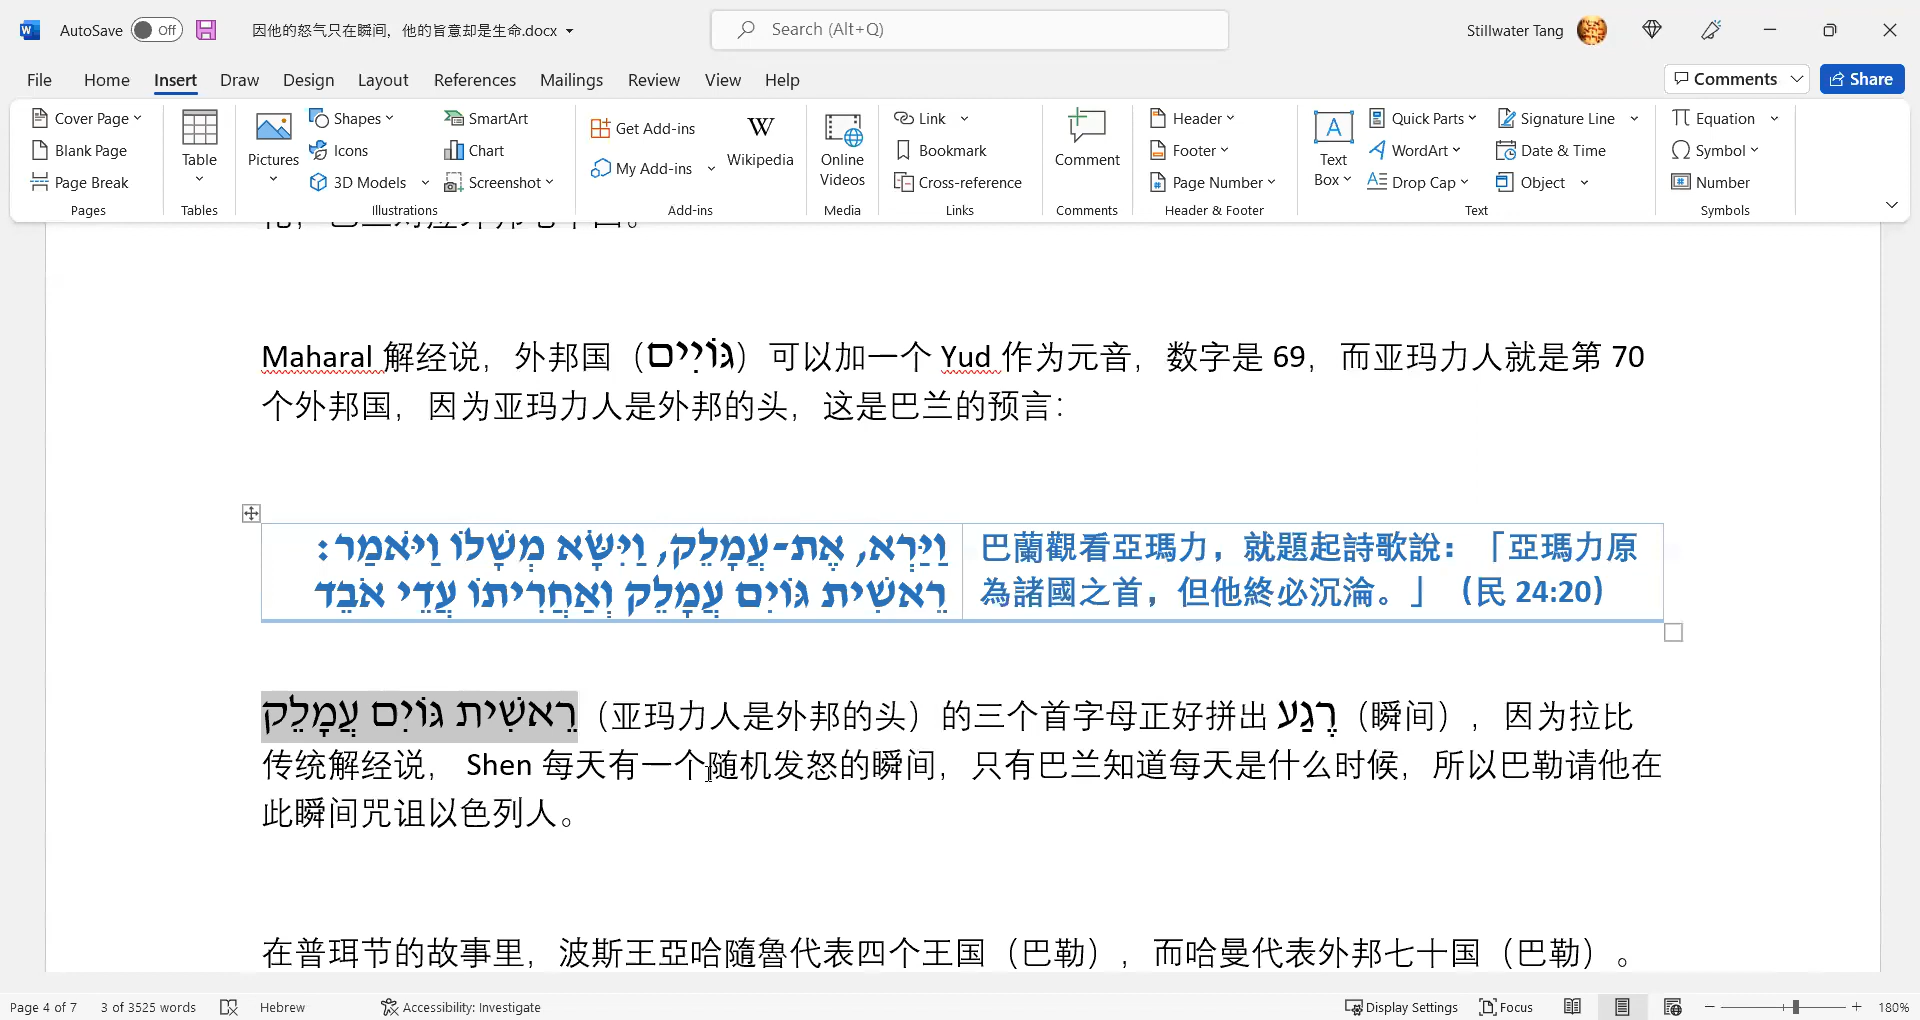 AutoSave Off 因他的怒气只在瞬间，他的旨意却是生命.docx Search (Alt+Q) Stillwater Tang
File Home Insert Draw Design Layout References Mailings Review View Help Comments Share
Cover Page
Blank Page
Page Break
Pages
Table
Tables
Pictures
Shapes
Icons
3D Models
SmartArt
Chart
Screenshot
Illustrations
Get Add-ins
My Add-ins
W
Wikipedia
Add-ins
Online
Videos
Media
Link
Bookmark
Cross-reference
Links
Comment
Comments
Header
Footer
Page Number
Header & Footer
Text
Box
Quick Parts
WordArt
Drop Cap
Signature Line
Date & Time
Object
Text
Equation
Symbol
Number
Symbols
Maharal 解经说，外邦国（גּוֹיִים）可以加一个 Yud 作为元音，数字是 69，而亚玛力人就是第 70
个外邦国，因为亚玛力人是外邦的头，这是巴兰的预言：
וַיַּרְא, אֶת-עֲמָלֵק, וַיִּשָּׂא מְשָׁלוֹ וַיֹּאמַר:
רֵאשִׁית גּוֹיִם עֲמָלֵק וְאַחֲרִיתוֹ עֲדֵי אֹבֵד
巴蘭觀看亞瑪力，就題起詩歌說：「亞瑪力原
為諸國之首，但他終必沉淪。」（民 24:20）
רֵאשִׁית גּוֹיִם עֲמָלֵק（亚玛力人是外邦的头）的三个首字母正好拼出 רֶגַע（瞬间），因为拉比
传统解经说， Shen 每天有一个随机发怒的瞬间，只有巴兰知道每天是什么时候，所以巴勒请他在
此瞬间咒诅以色列人。
在普珥节的故事里，波斯王亞哈隨魯代表四个王国（巴勒），而哈曼代表外邦七十国（巴勒）。
Page 4 of 7 3 of 3525 words Hebrew Accessibility: Investigate Display Settings Focus 180%